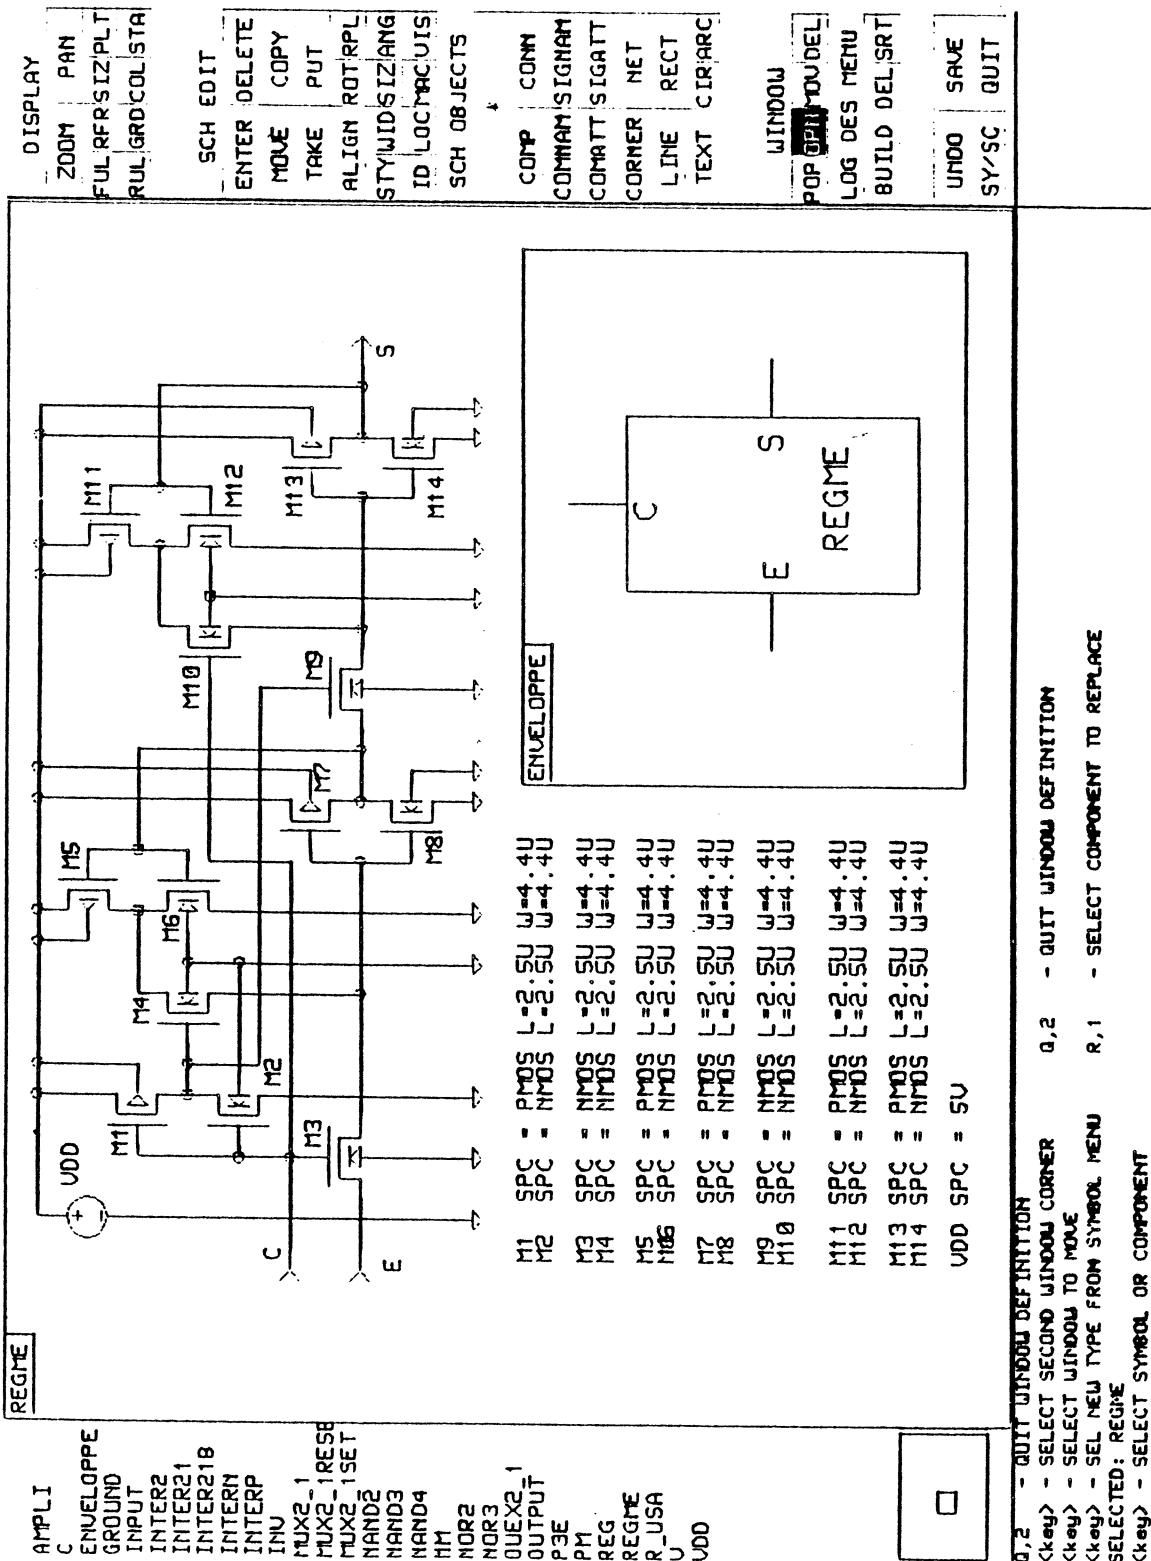 AMPLI
C
ENVELOPPE
GROUND
INPUT
INTER2
INTER21
INTER21B
INTERN
INTERP
INV
MUX2_1
MUX2_1RESE
MUX2_1SET
NAND2
NAND3
NAND4
NM
NOR2
NOR3
OUEX2_1
OUTPUT
P3E
PM
REG
REGME
R_USA
V
VDD
REGME
VDD
M1
M2
M3
M4
M5
M6
M7
M8
M9
M10
M11
M12
M13
M14
C
E
S
M1 SPC = PMOS L=2.5U W=4.4U
M2 SPC = NMOS L=2.5U W=4.4U
M3 SPC = NMOS L=2.5U W=4.4U
M4 SPC = NMOS L=2.5U W=4.4U
M5 SPC = PMOS L=2.5U W=4.4U
SPC = NMOS L=2.5U W=4.4U
M7 SPC = PMOS L=2.5U W=4.4U
M8 SPC = NMOS L=2.5U W=4.4U
M9 SPC = NMOS L=2.5U W=4.4U
M10 SPC = NMOS L=2.5U W=4.4U
M11 SPC = PMOS L=2.5U W=4.4U
M12 SPC = NMOS L=2.5U W=4.4U
M13 SPC = PMOS L=2.5U W=4.4U
M14 SPC = NMOS L=2.5U W=4.4U
VDD SPC = 5V
ENVELOPPE
C
E S
REGME
DISPLAY
ZOOM PAN
FUL RFR SIZ PLT
RUL GRD COL STA
SCH EDIT
ENTER DELETE
MOVE COPY
TAKE PUT
ALIGN ROT RPL
STY WID SIZ ANG
ID LOC MAC VIS
SCH OBJECTS
COMP CONN
COMNAM SIGNAM
COMATT SIGATT
CORNER NET
LINE RECT
TEXT CIR ARC
WINDOW
POP OPN MOV DEL
LOG DES MENU
BUILD DEL SRT
UNDO SAVE
SY/SC QUIT
Q,2 - QUIT WINDOW DEFINITION
<key> - SELECT SECOND WINDOW CORNER Q,2 - QUIT WINDOW DEFINITION
<key> - SELECT WINDOW TO MOVE
<key> - SEL NEW TYPE FROM SYMBOL MENU R,1 - SELECT COMPONENT TO REPLACE
SELECTED: REGME
<key> - SELECT SYMBOL OR COMPONENT